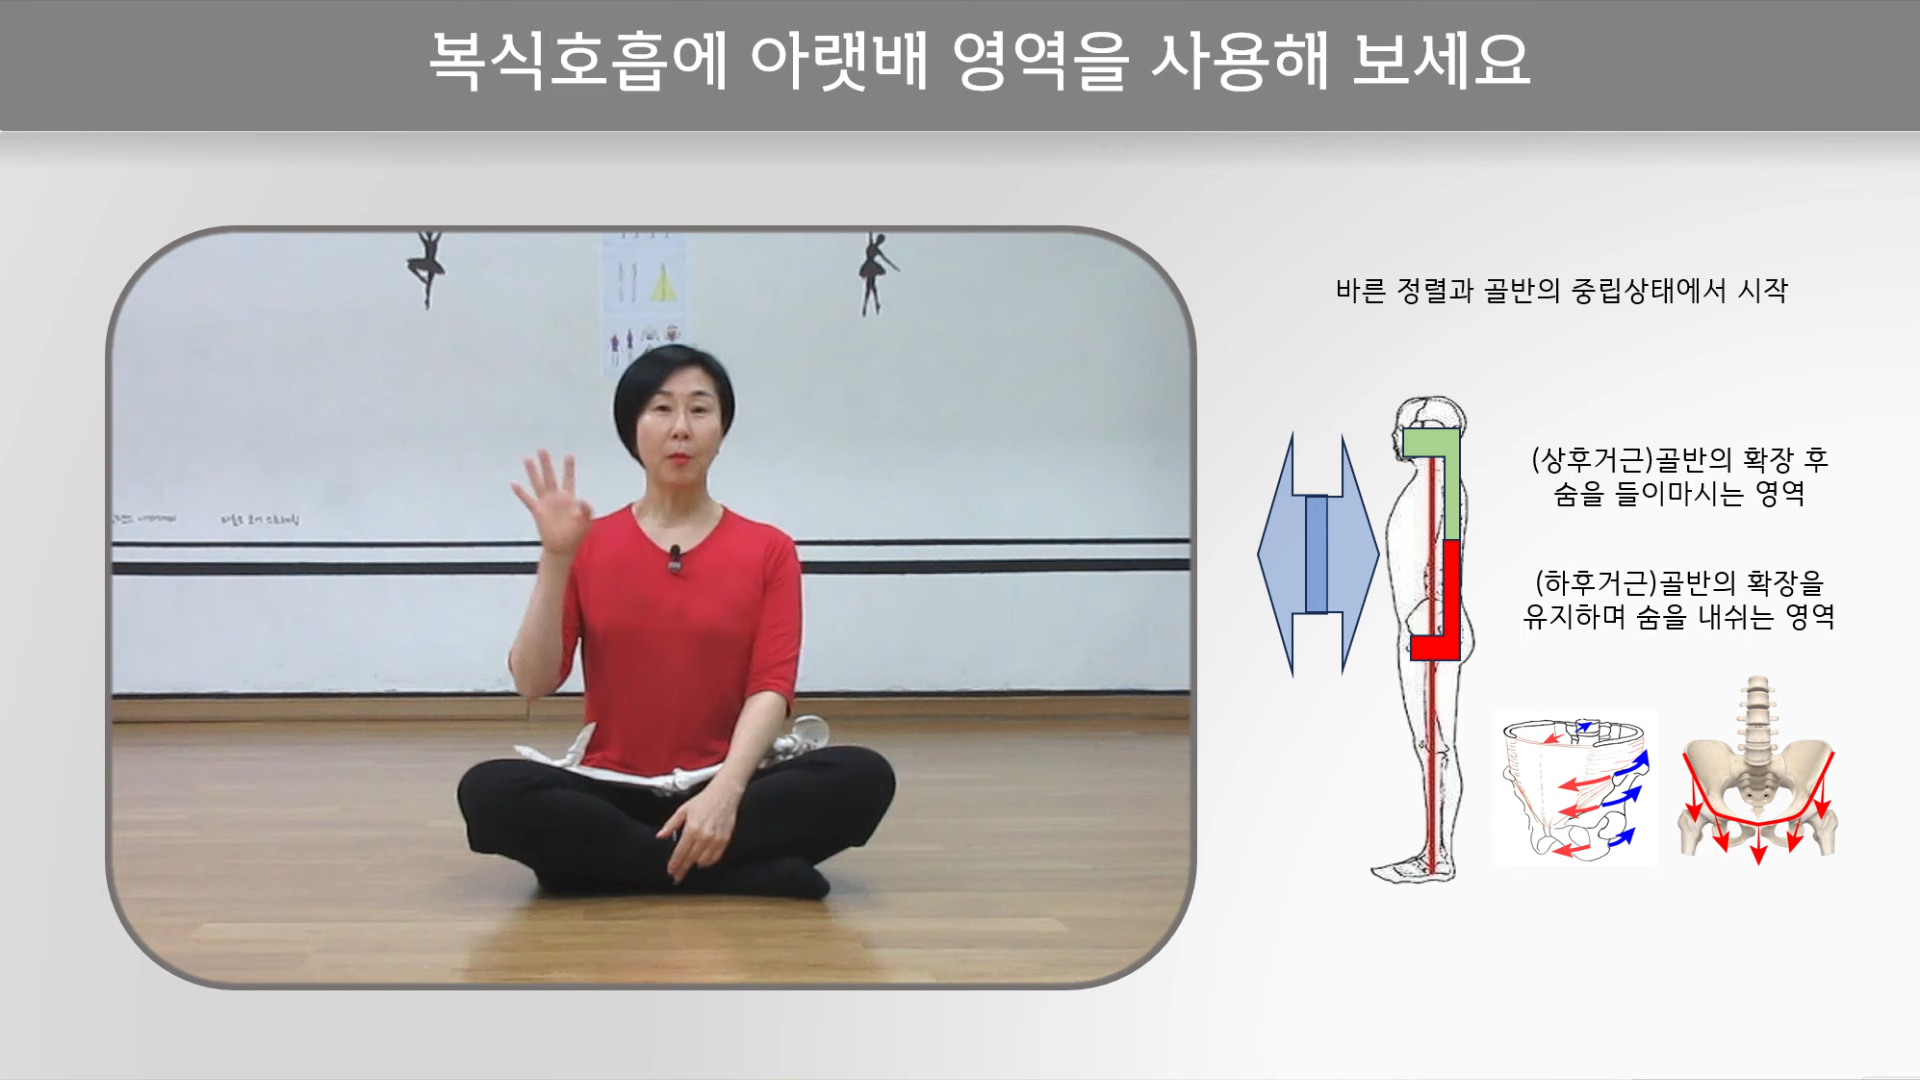 복식호흡에 아랫배 영역을 사용해 보세요
바른 정렬과 골반의 중립상태에서 시작
(상후거근)골반의 확장 후
숨을 들이마시는 영역
(하후거근)골반의 확장을
유지하며 숨을 내쉬는 영역